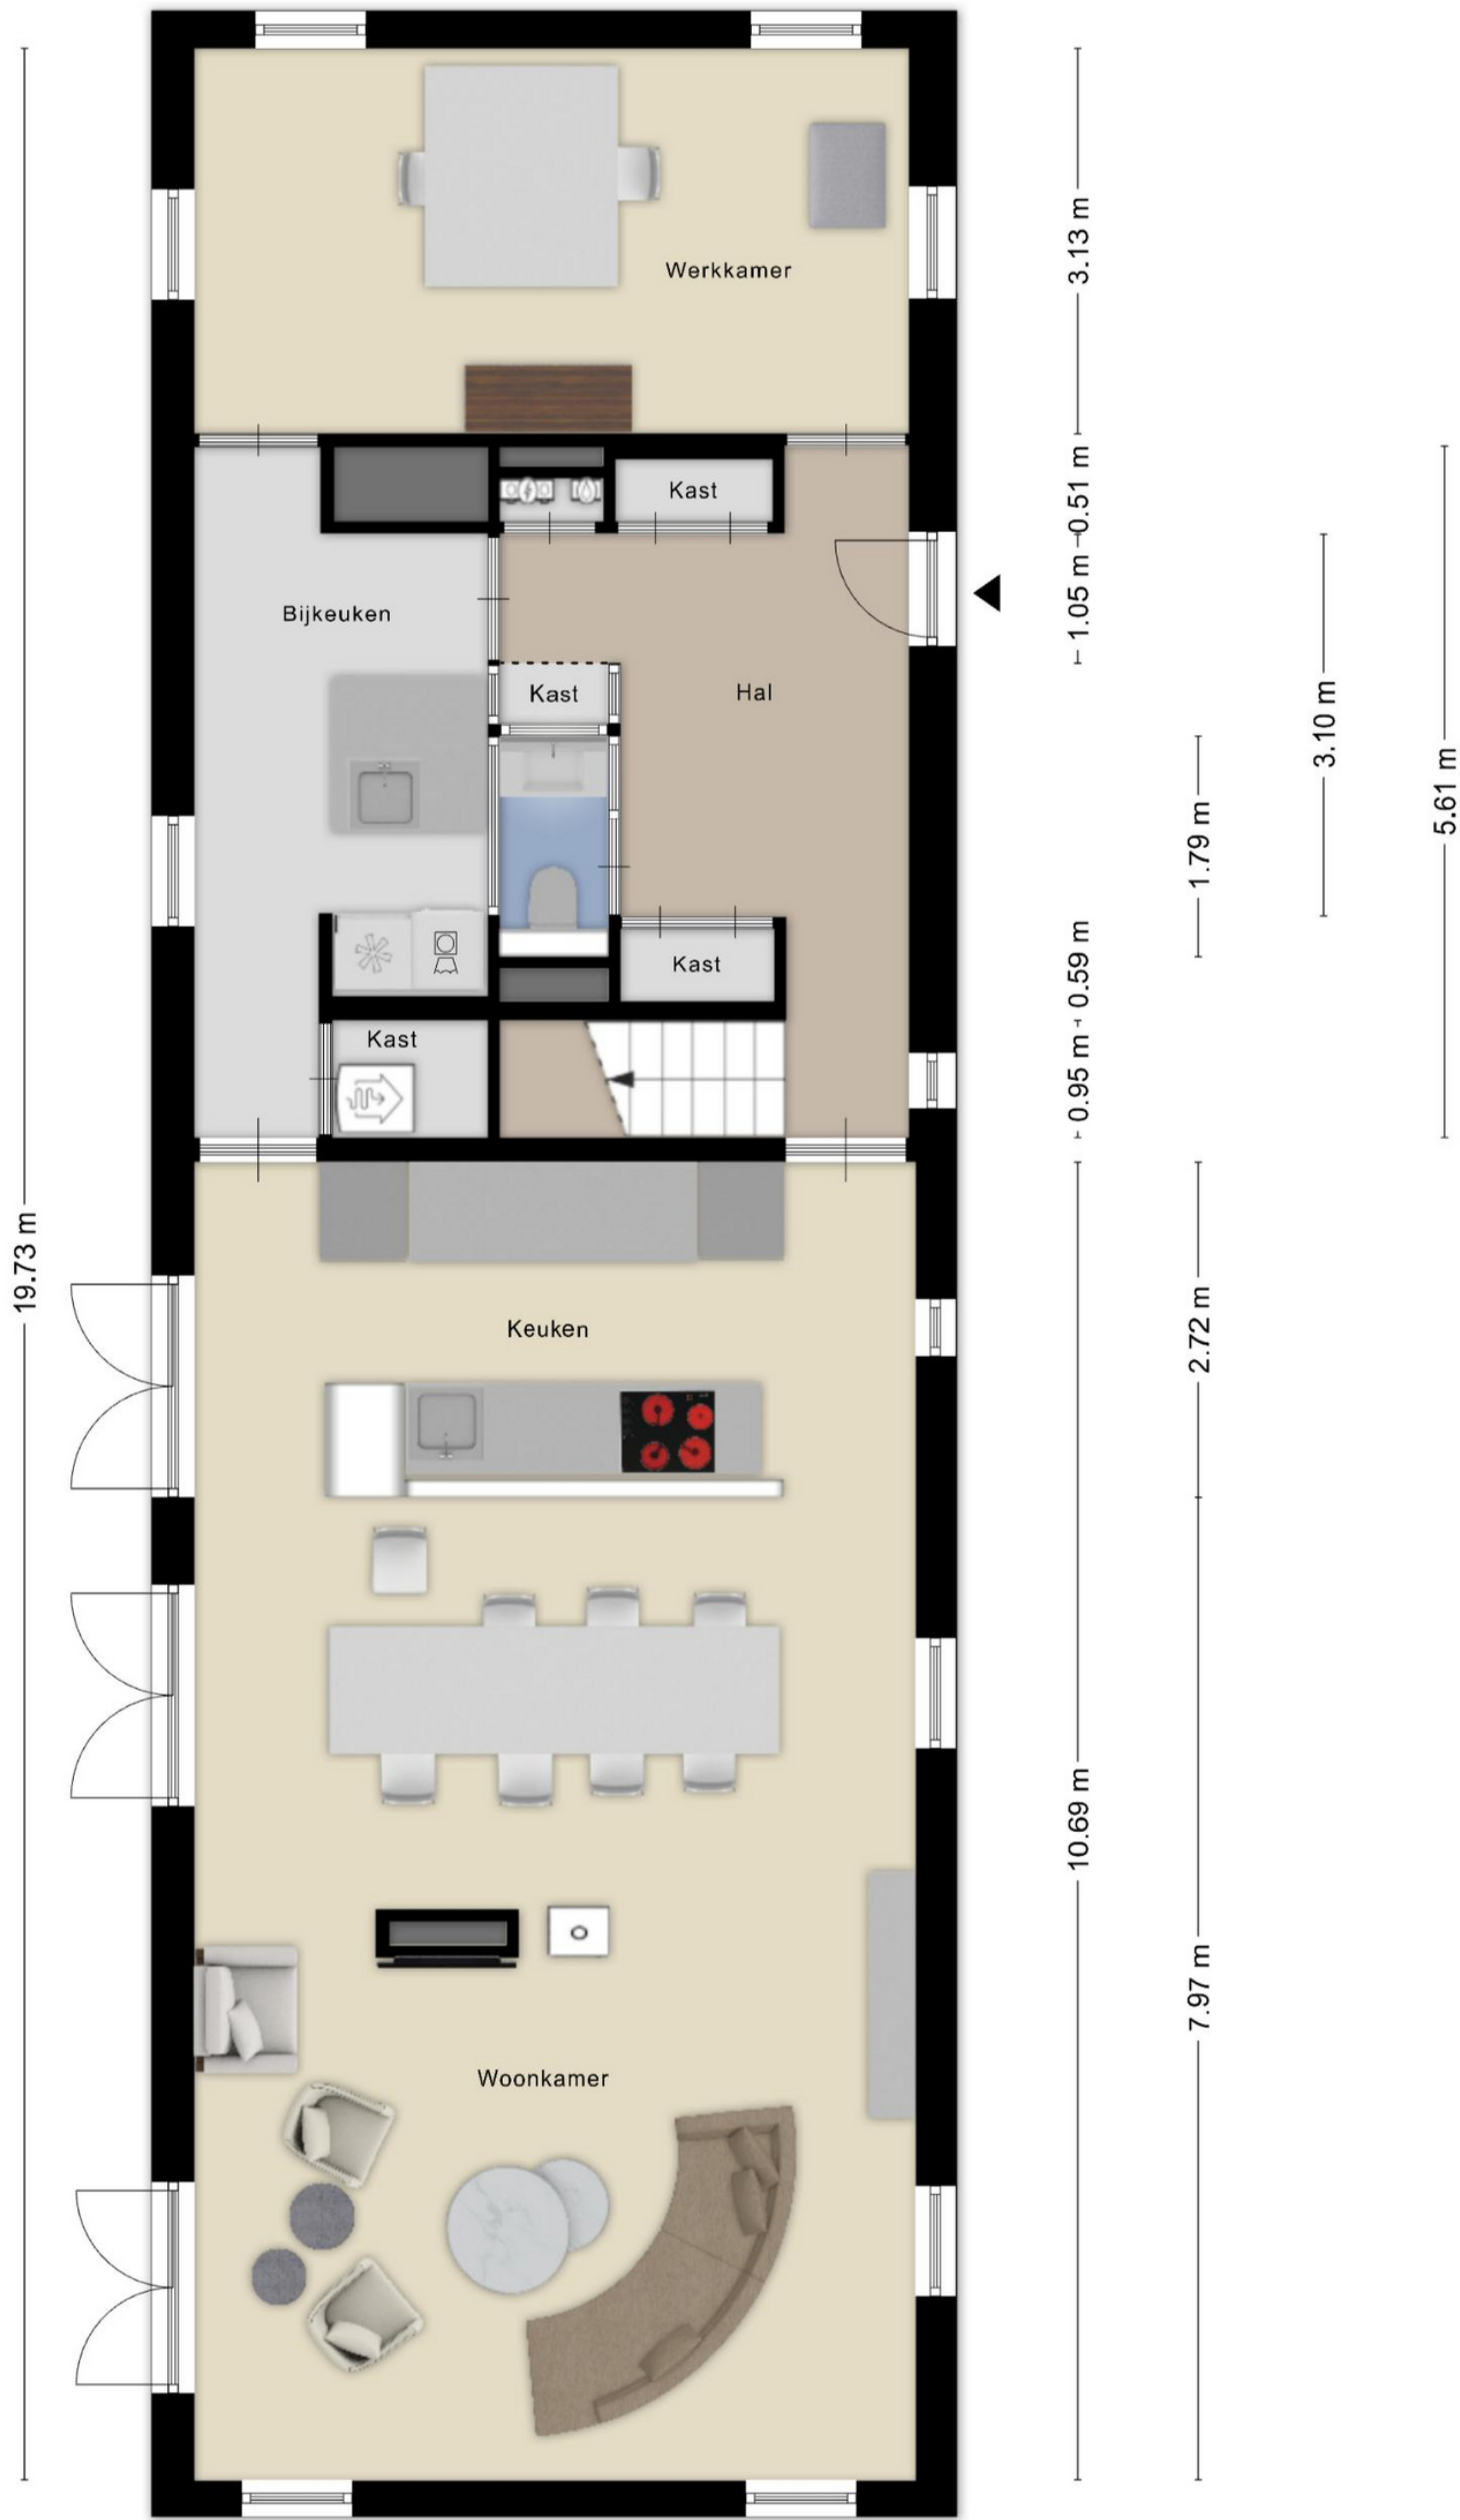 Werkkamer
3.13 m
Kast
0.51 m
Bijkeuken
1.05 m
Kast
Hal
3.10 m
5.61 m
1.79 m
Kast
0.59 m
Kast
0.95 m
19.73 m
Keuken
2.72 m
10.69 m
7.97 m
Woonkamer